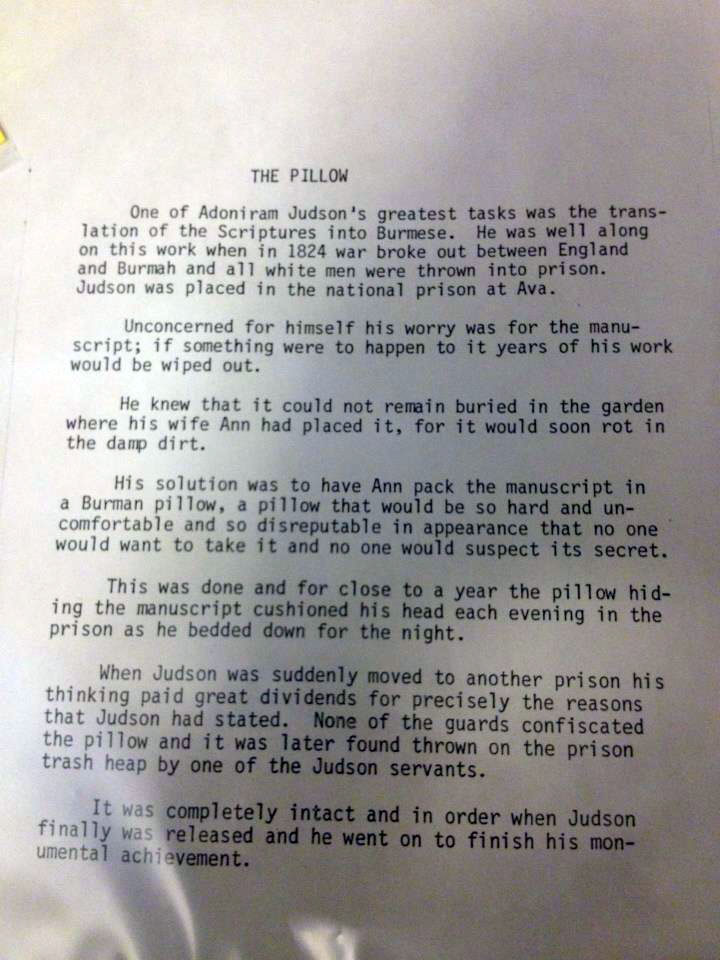 THE PILLOW
One of Adoniram Judson's greatest tasks was the trans-
lation of the Scriptures into Burmese. He was well along
on this work when in 1824 war broke out between England
and Burmah and all white men were thrown into prison.
Judson was placed in the national prison at Ava.
Unconcerned for himself his worry was for the manu-
script; if something were to happen to it years of his work
would be wiped out.
He knew that it could not remain buried in the garden
where his wife Ann had placed it, for it would soon rot in
the damp dirt.
His solution was to have Ann pack the manuscript in
a Burman pillow, a pillow that would be so hard and un-
comfortable and so disreputable in appearance that no one
would want to take it and no one would suspect its secret.
This was done and for close to a year the pillow hid-
ing the manuscript cushioned his head each evening in the
prison as he bedded down for the night.
When Judson was suddenly moved to another prison his
thinking paid great dividends for precisely the reasons
that Judson had stated. None of the guards confiscated
the pillow and it was later found thrown on the prison
trash heap by one of the Judson servants.
It was completely intact and in order when Judson
finally was released and he went on to finish his mon-
umental achievement.